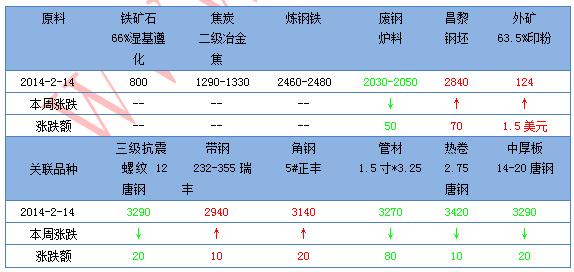 原料 铁矿石 66%湿基遵化 焦炭 二级冶金焦 炼钢铁 废钢 炉料 昌黎 钢坯 外矿 63.5%印粉
2014-2-14 800 1290-1330 2460-2480 2030-2050 2840 124
本周涨跌 -- -- -- ↓ ↑ ↑
涨跌额 -- -- -- 50 70 1.5 美元
关联品种 三级抗震螺纹 12 唐钢 带钢 232-355 瑞丰 角钢 5#正丰 管材 1.5 寸*3.25 热卷 2.75 唐钢 中厚板 14-20 唐钢
2014-2-14 3290 2940 3140 3270 3420 3290
本周涨跌 ↓ ↑ ↑ ↓ ↓ ↓
涨跌额 20 10 20 80 10 20